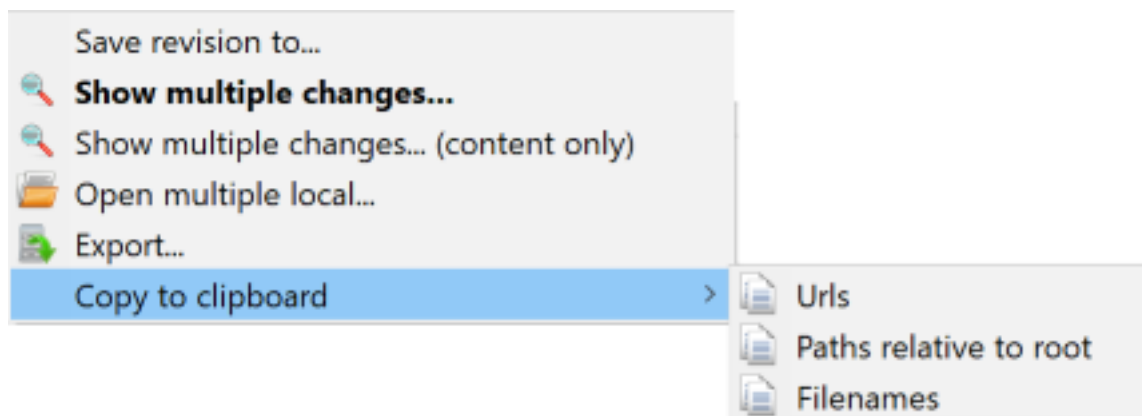 Save revision to...
Show multiple changes...
Show multiple changes... (content only)
Open multiple local...
Export...
Copy to clipboard
Urls
Paths relative to root
Filenames